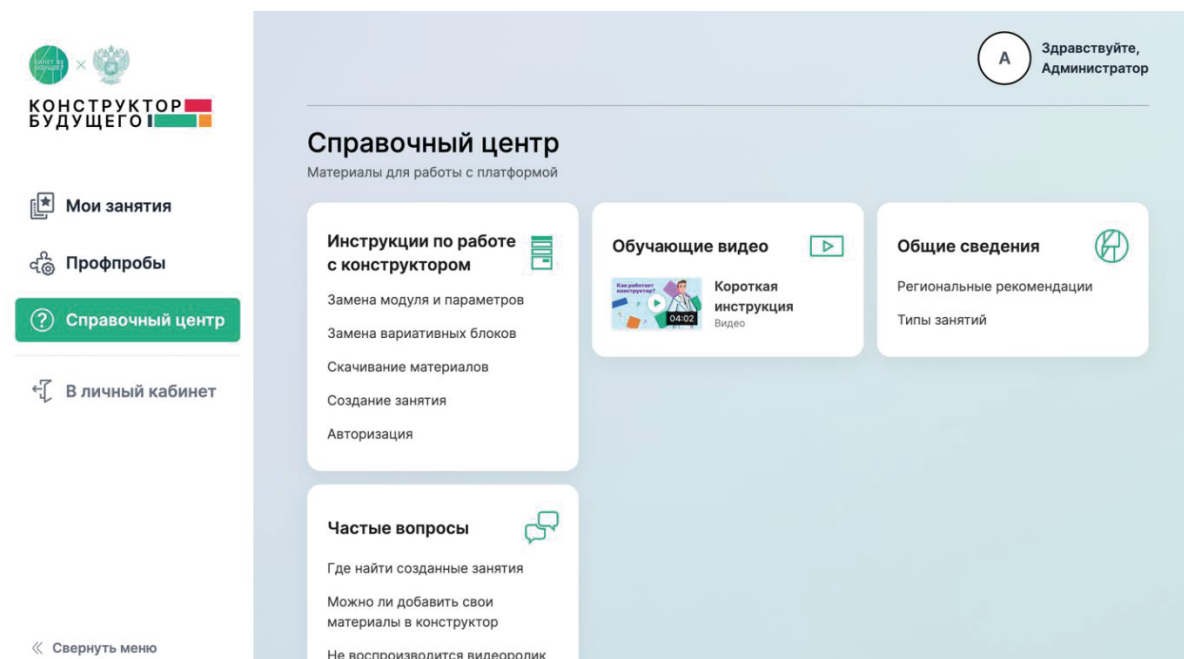 БИЛЕТ В
БУДУЩЕЕ
КОНСТРУКТОР
БУДУЩЕГО
Мои занятия
Профпробы
Справочный центр
В личный кабинет
Свернуть меню
А
Здравствуйте,
Администратор
Справочный центр
Материалы для работы с платформой
Инструкции по работе
с конструктором
Замена модуля и параметров
Замена вариативных блоков
Скачивание материалов
Создание занятия
Авторизация
Обучающие видео
Как работает
конструктор?
04:02
Короткая
инструкция
Видео
Общие сведения
Региональные рекомендации
Типы занятий
Частые вопросы
Где найти созданные занятия
Можно ли добавить свои
материалы в конструктор
Не воспроизводится видеоролик